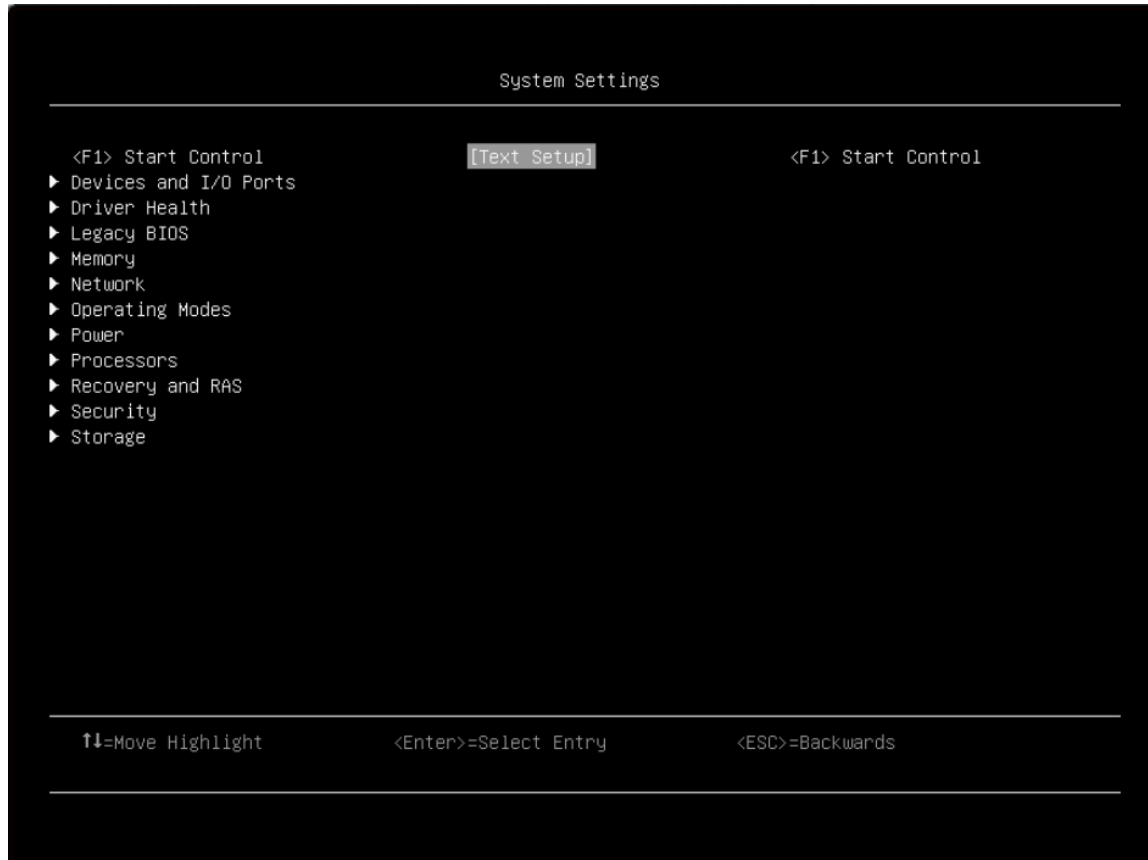 System Settings
<F1> Start Control [Text Setup] <F1> Start Control
▶ Devices and I/O Ports
▶ Driver Health
▶ Legacy BIOS
▶ Memory
▶ Network
▶ Operating Modes
▶ Power
▶ Processors
▶ Recovery and RAS
▶ Security
▶ Storage
↑↓=Move Highlight <Enter>=Select Entry <ESC>=Backwards